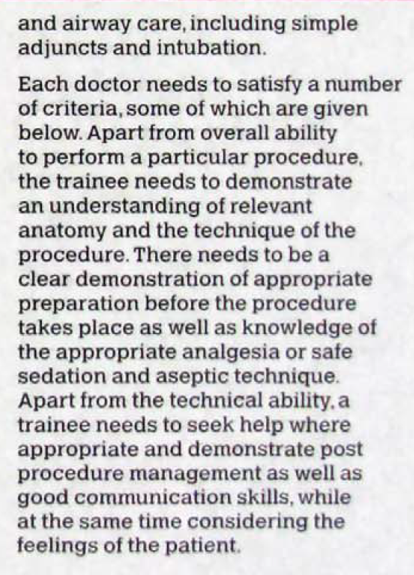 and airway care, including simple
adjuncts and intubation.
Each doctor needs to satisfy a number
of criteria, some of which are given
below. Apart from overall ability
to perform a particular procedure,
the trainee needs to demonstrate
an understanding of relevant
anatomy and the technique of the
procedure. There needs to be a
clear demonstration of appropriate
preparation before the procedure
takes place as well as knowledge of
the appropriate analgesia or safe
sedation and aseptic technique.
Apart from the technical ability, a
trainee needs to seek help where
appropriate and demonstrate post
procedure management as well as
good communication skills, while
at the same time considering the
feelings of the patient.